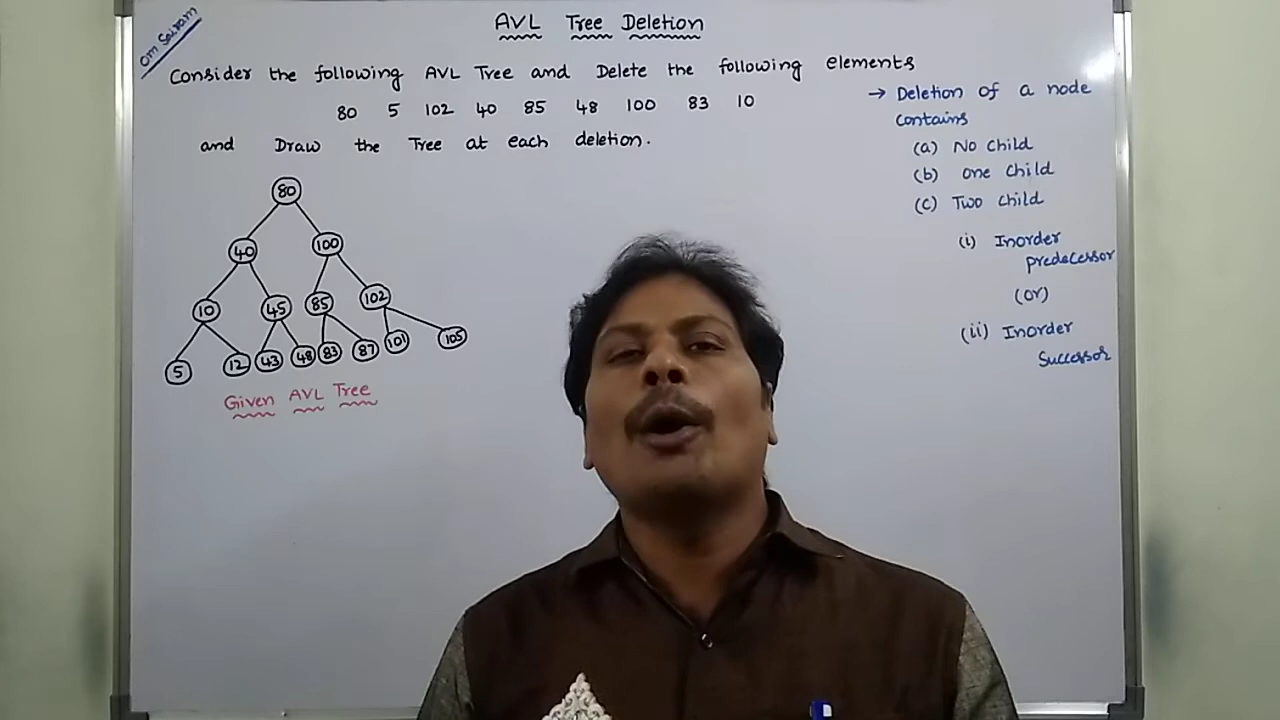 Om Sairam
AVL Tree Deletion
Consider the following AVL Tree and Delete the following elements
80 5 102 40 85 48 100 83 10
and Draw the Tree at each deletion.
80
40 100
10 45 85 102
5 12 43 48 83 87 101 105
Given AVL Tree
→ Deletion of a node
contains
(a) No child
(b) one child
(c) Two child
(i) Inorder
predecessor
(or)
(ii) Inorder
Successor